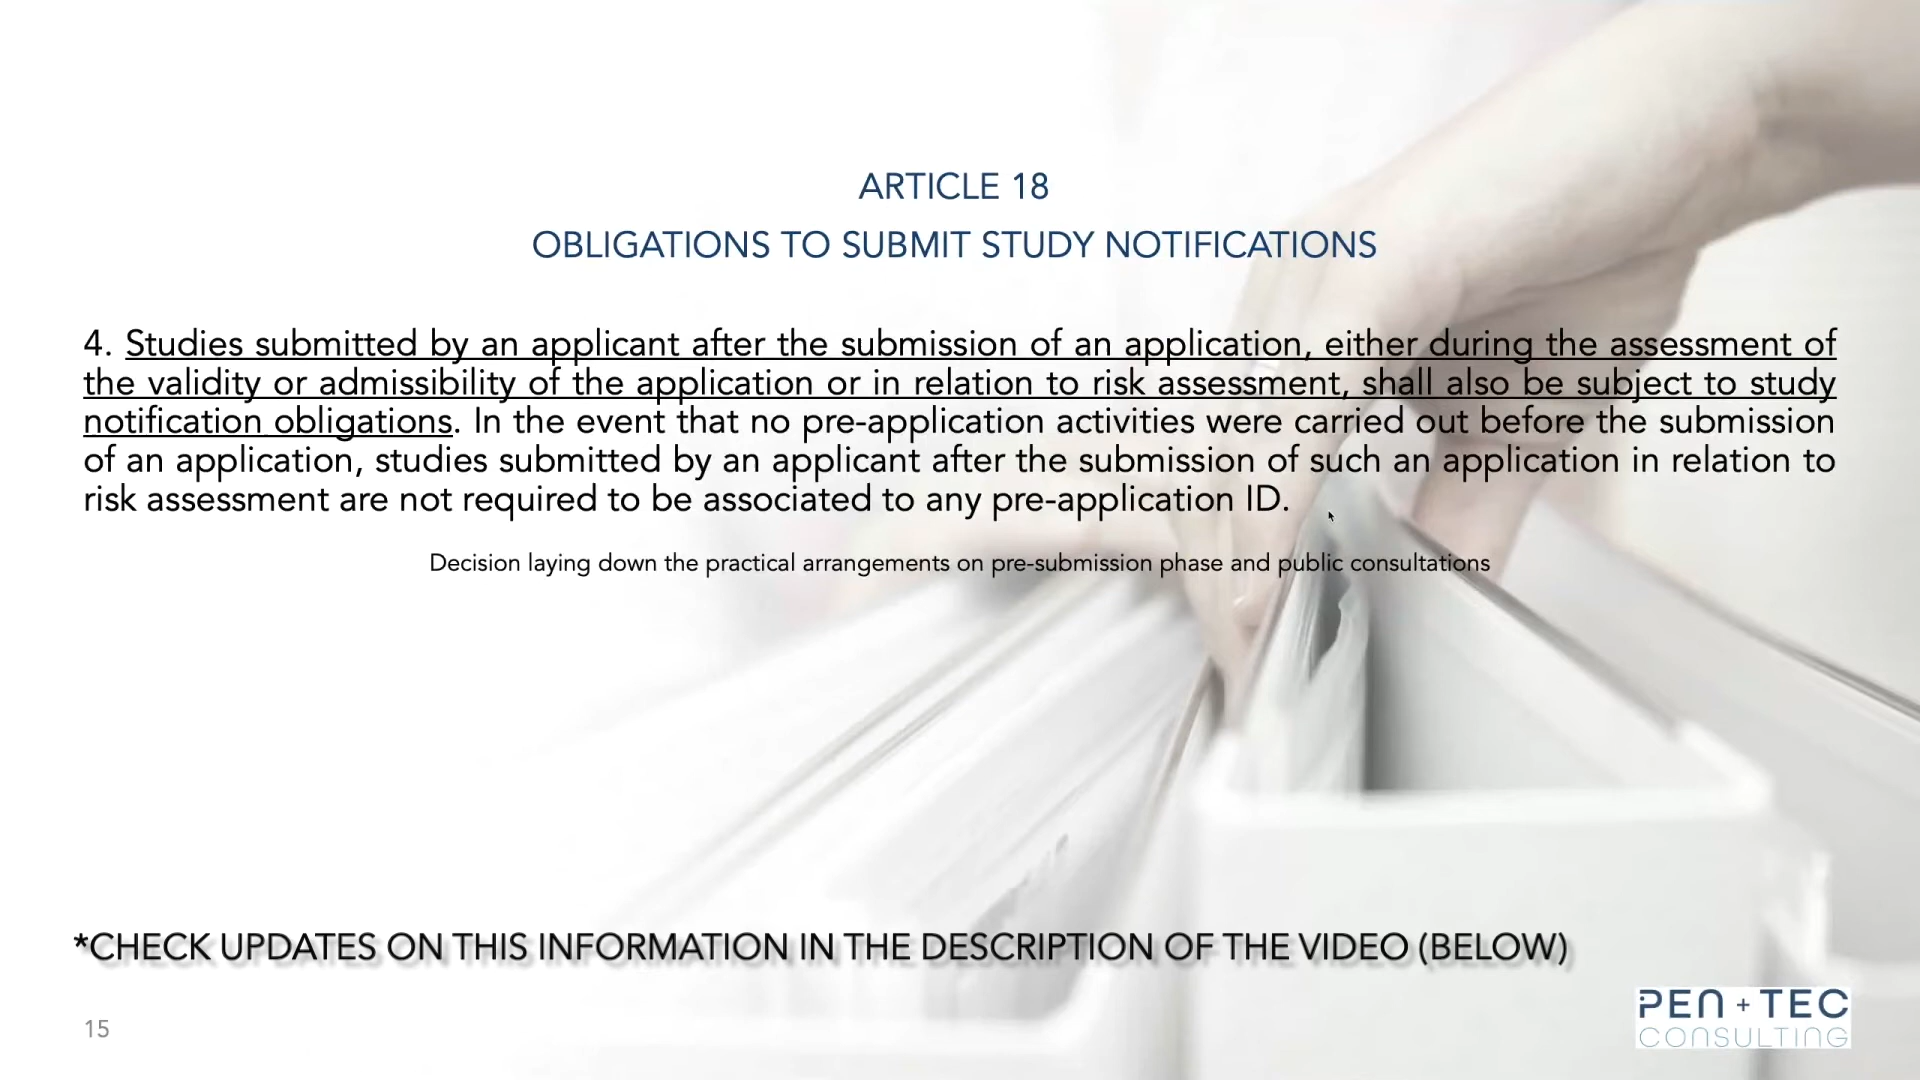 ARTICLE 18
OBLIGATIONS TO SUBMIT STUDY NOTIFICATIONS
4. Studies submitted by an applicant after the submission of an application, either during the assessment of
the validity or admissibility of the application or in relation to risk assessment, shall also be subject to study
notification obligations. In the event that no pre-application activities were carried out before the submission
of an application, studies submitted by an applicant after the submission of such an application in relation to
risk assessment are not required to be associated to any pre-application ID.
Decision laying down the practical arrangements on pre-submission phase and public consultations
*CHECK UPDATES ON THIS INFORMATION IN THE DESCRIPTION OF THE VIDEO (BELOW)
15
PEN + TEC
CONSULTING